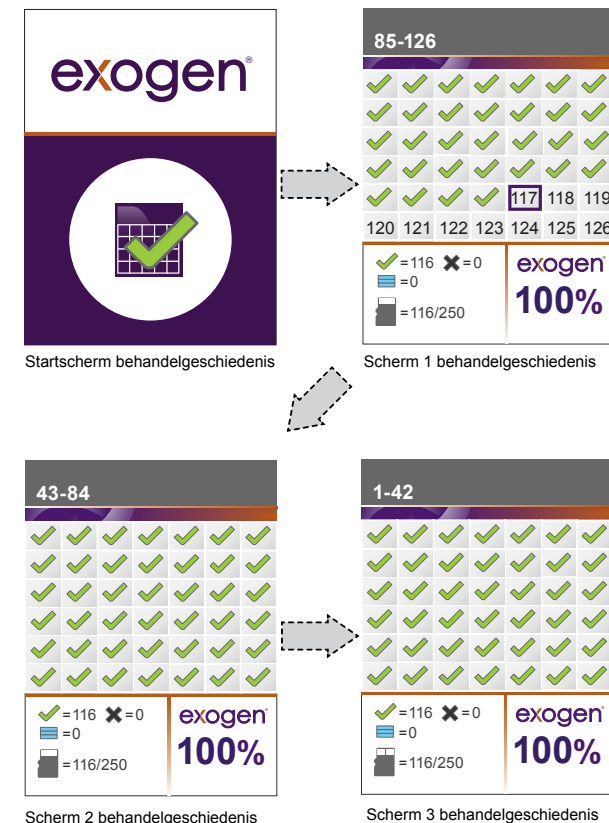 exogen®
Startscherm behandelgeschiedenis
85-126
117 118 119
120 121 122 123 124 125 126
=116 =0
=0
=116/250
exogen®
100%
Scherm 1 behandelgeschiedenis
43-84
=116 =0
=0
=116/250
exogen®
100%
Scherm 2 behandelgeschiedenis
1-42
=116 =0
=0
=116/250
exogen®
100%
Scherm 3 behandelgeschiedenis